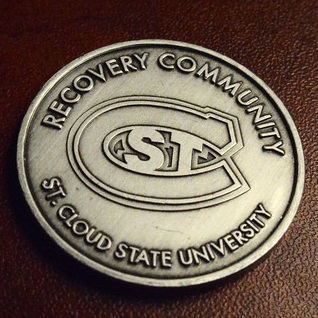 RECOVERY COMMUNITY
ST
ST. CLOUD STATE UNIVERSITY